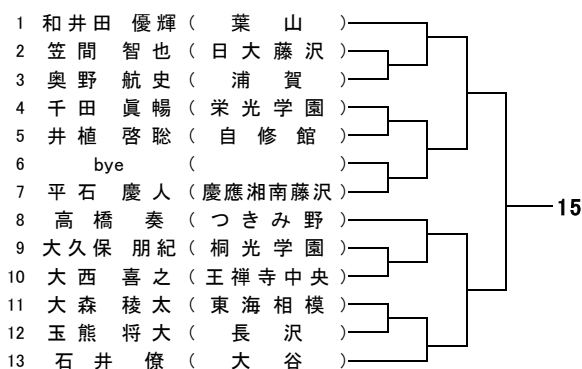 1 和井田 優輝 ( 葉 山 )
2 笠間 智也 ( 日大藤沢 )
3 奥野 航史 ( 浦 賀 )
4 千田 眞暢 ( 栄光学園 )
5 井植 啓聡 ( 自修館 )
6 bye ( )
7 平石 慶人 ( 慶應湘南藤沢 )
8 高橋 奏 ( つきみ野 )
15
9 大久保 朋紀 ( 桐光学園 )
10 大西 喜之 ( 王禅寺中央 )
11 大森 稜太 ( 東海相模 )
12 玉熊 将大 ( 長 沢 )
13 石井 僚 ( 大 谷 )